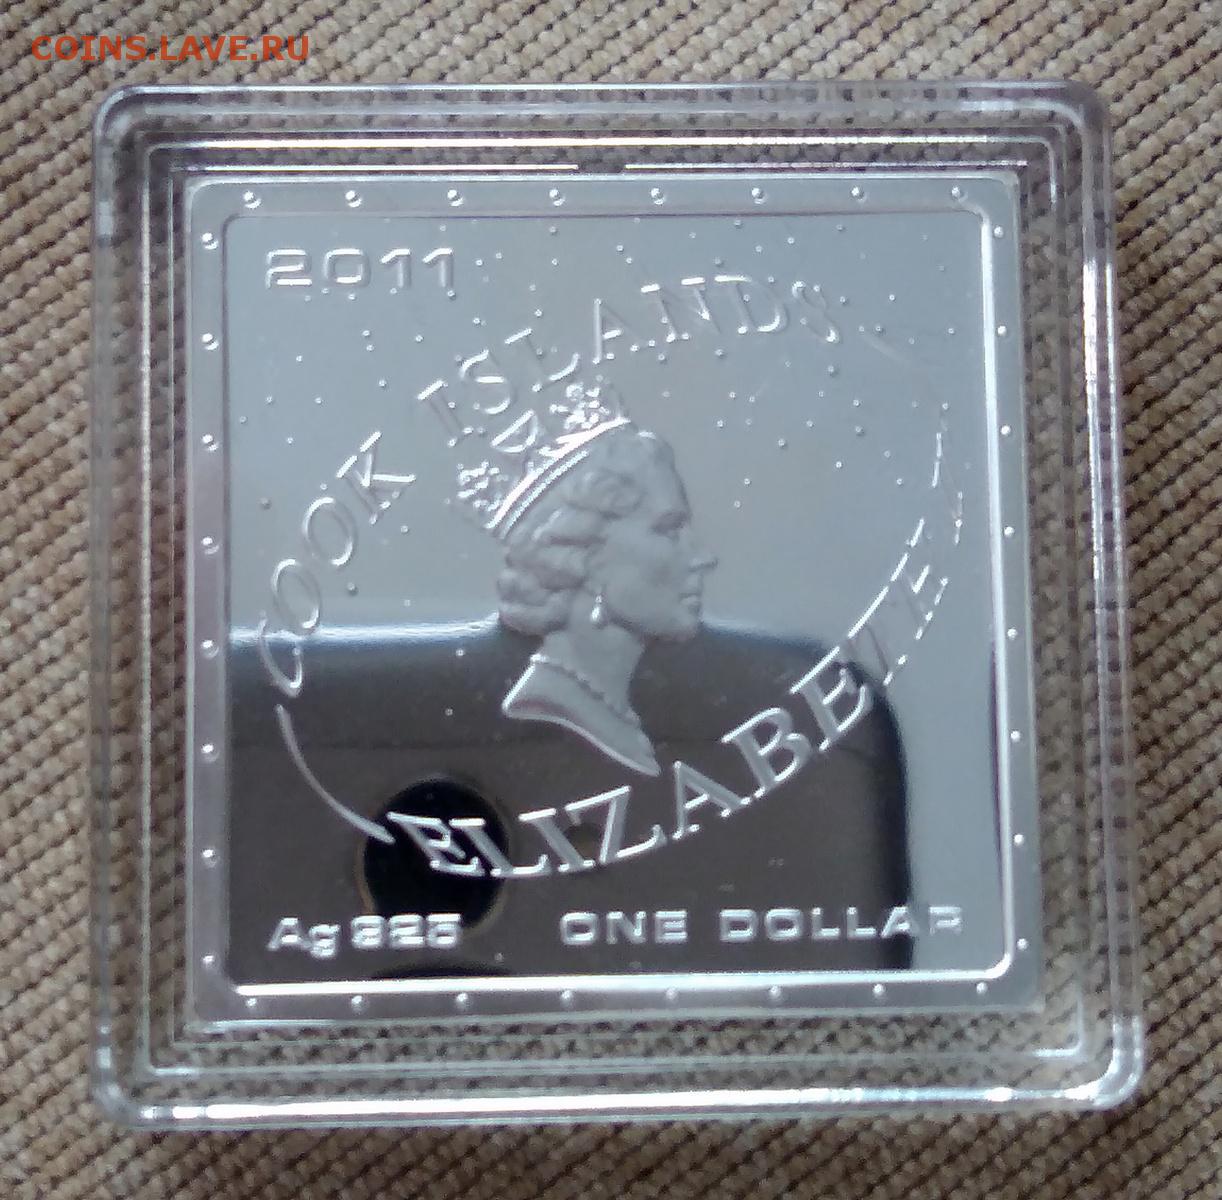 COINS.LAVE.RU
2011
COOK ISLANDS
ELIZABETH
Ag 925
ONE DOLLAR